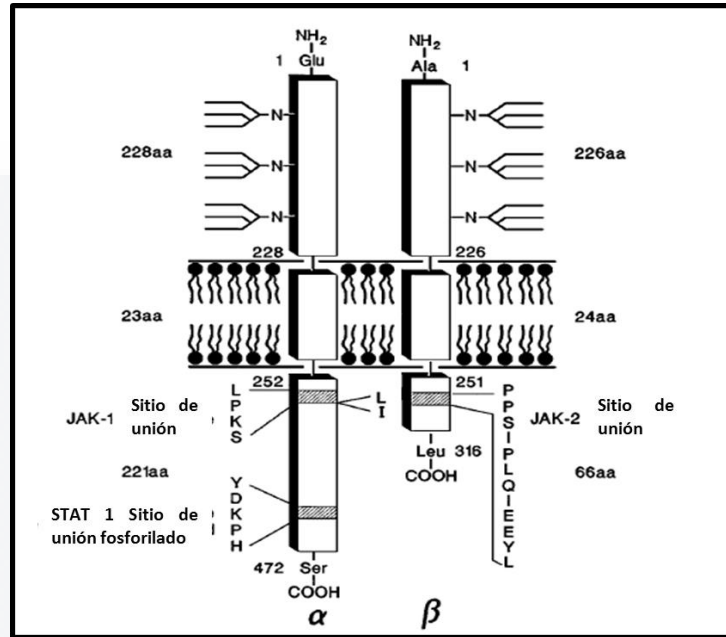 NH2 NH2
1 Glu Ala 1
N N
228aa 226aa
N N
N N
228 226
23aa 24aa
252 251
L
P
K
S
L
I
JAK-1 Sitio de
unión
P
P
S
I
P
L
Q
I
E
E
Y
L
JAK-2 Sitio de
unión
Leu 316
COOH
221aa 66aa
Y
D
K
P
H
STAT 1 Sitio de
unión fosforilado
472 Ser
COOH
α β